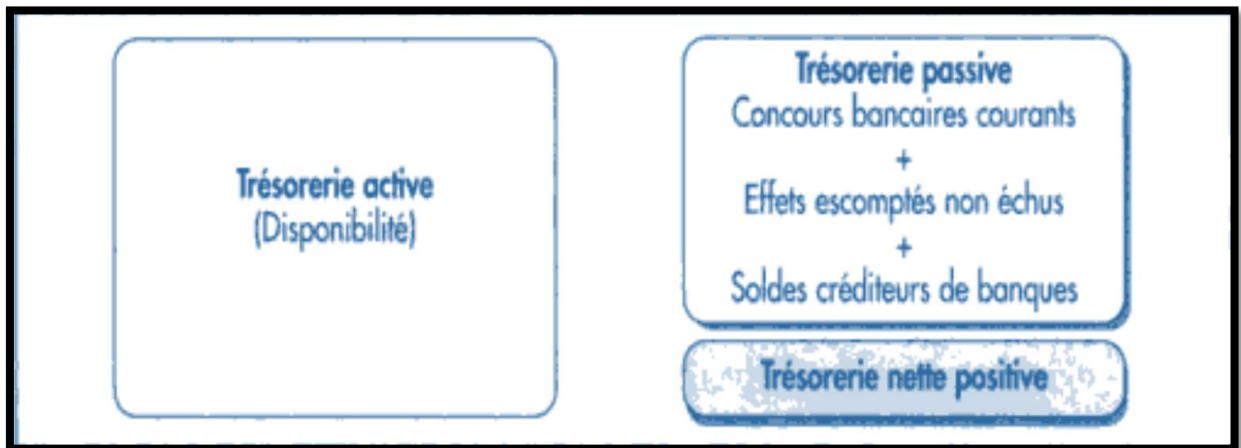 Trésorerie active
(Disponibilité)
Trésorerie passive
Concours bancaires courants
+
Effets escomptés non échus
+
Soldes créditeurs de banques
Trésorerie nette positive